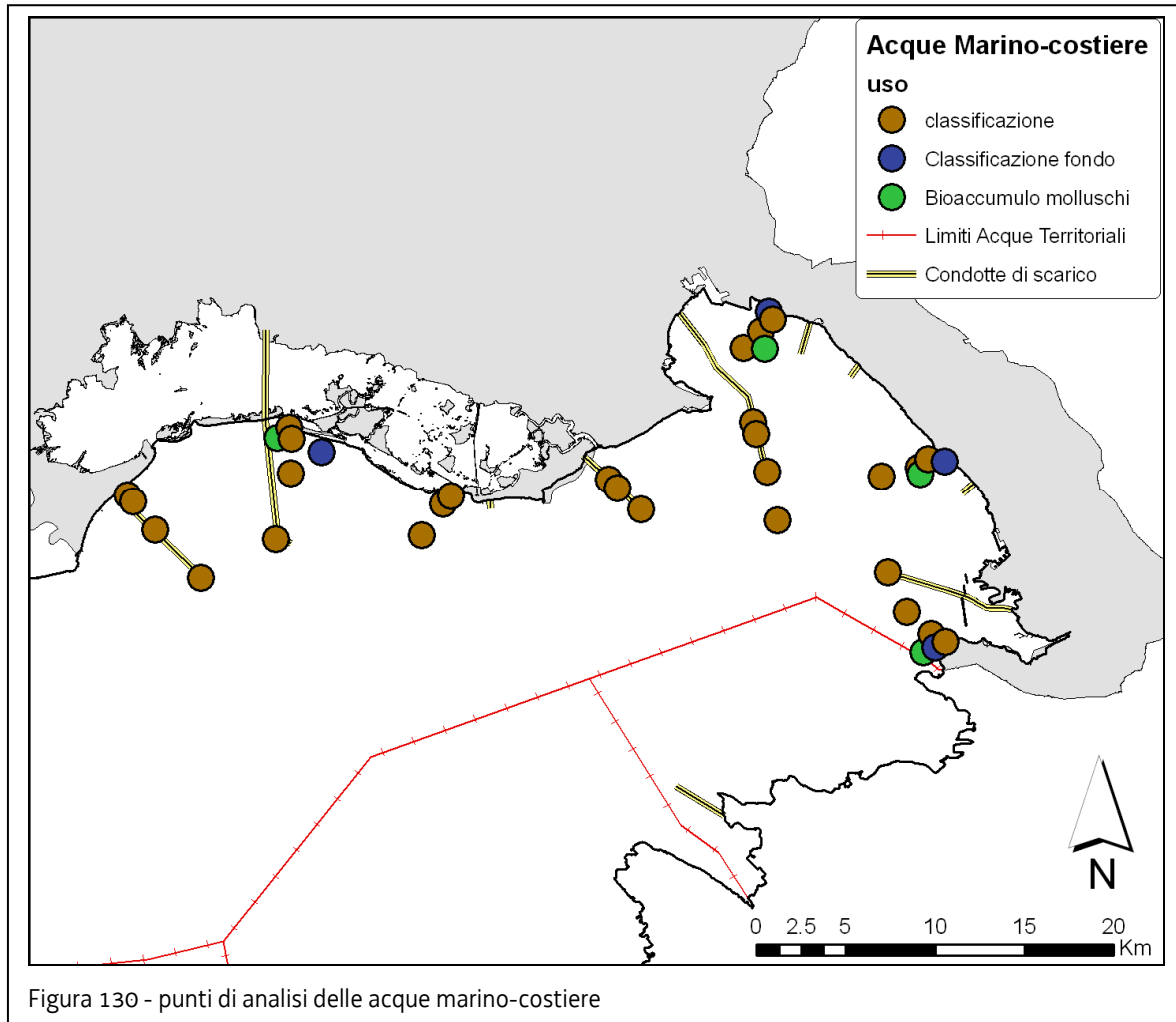 Acque Marino-costiere
uso
classificazione
Classificazione fondo
Bioaccumulo molluschi
Limiti Acque Territoriali
Condotte di scarico
N
0 2.5 5 10 15 20
Km
Figura 130 - punti di analisi delle acque marino-costiere